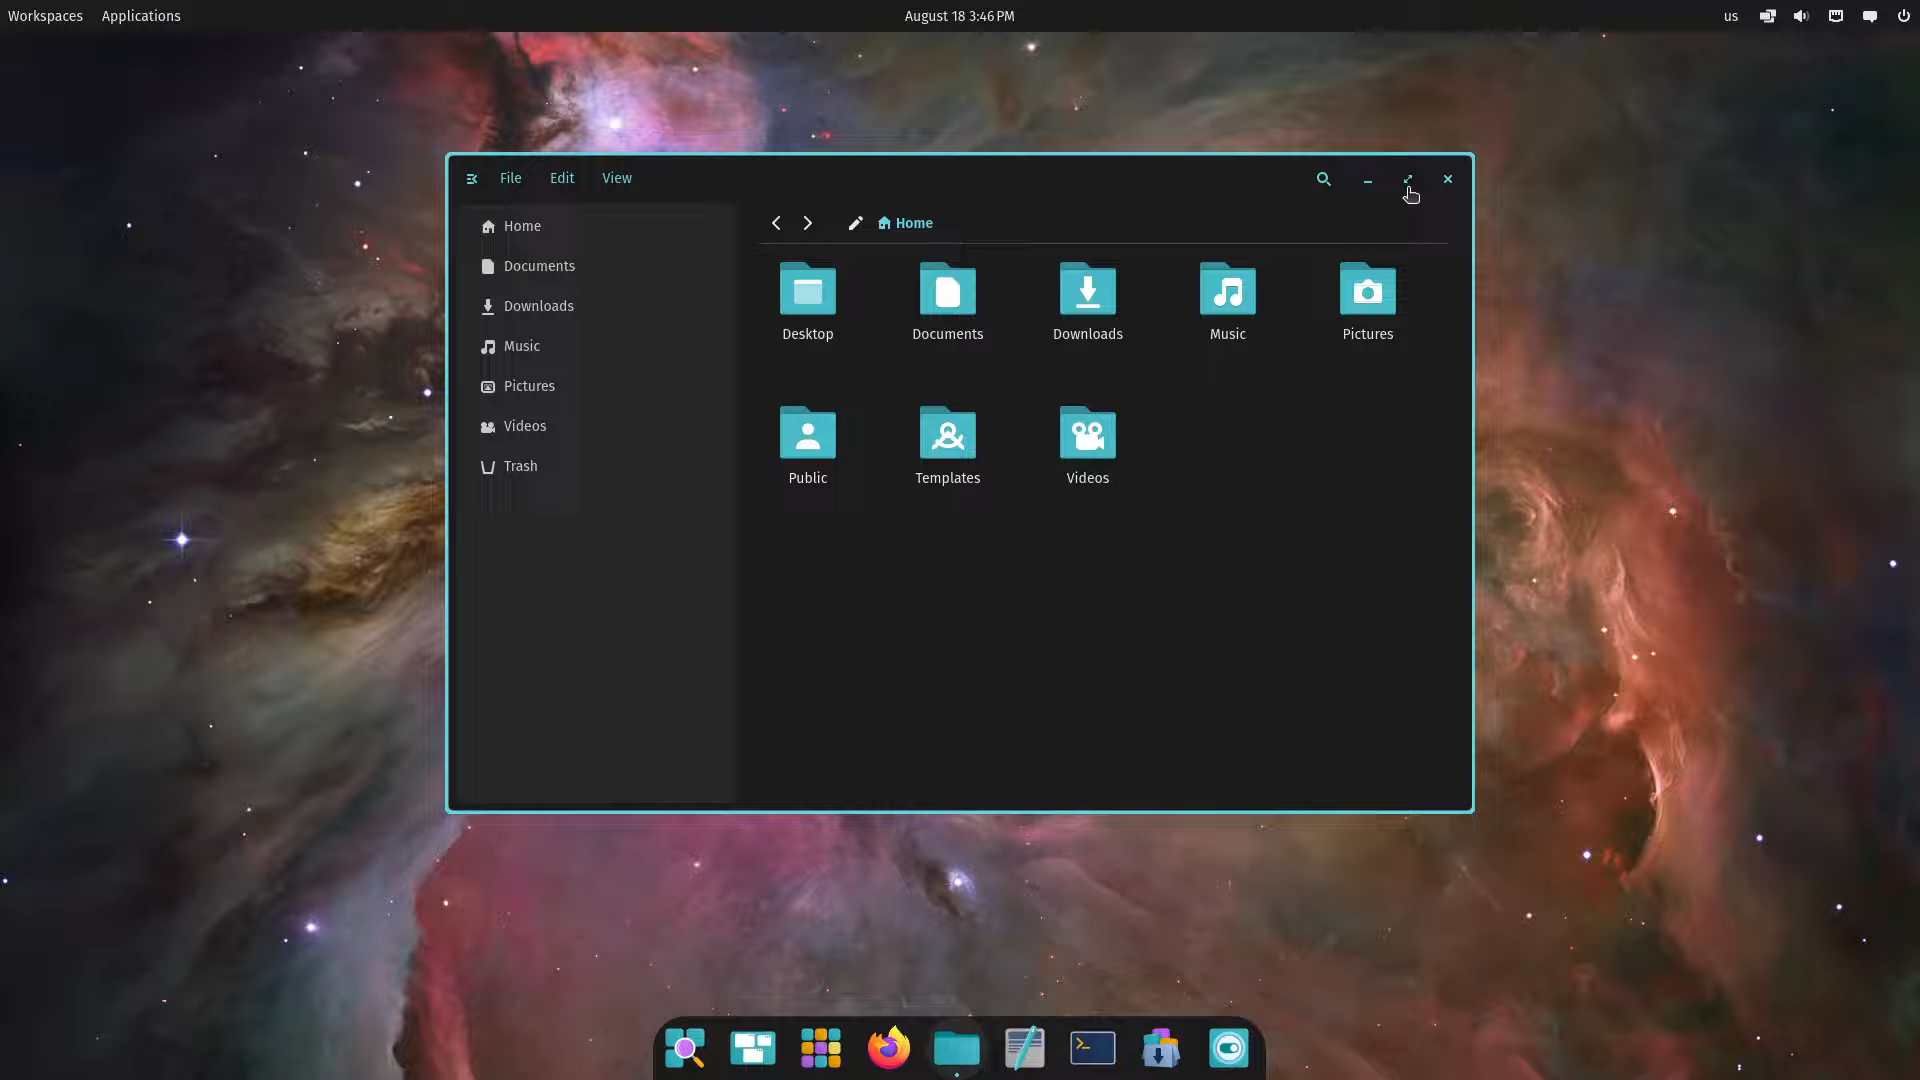 Workspaces Applications August 18 3:46 PM us
File Edit View
Home
Documents
Downloads
Music
Pictures
Videos
Trash
Home
Desktop Documents Downloads Music Pictures
Public Templates Videos